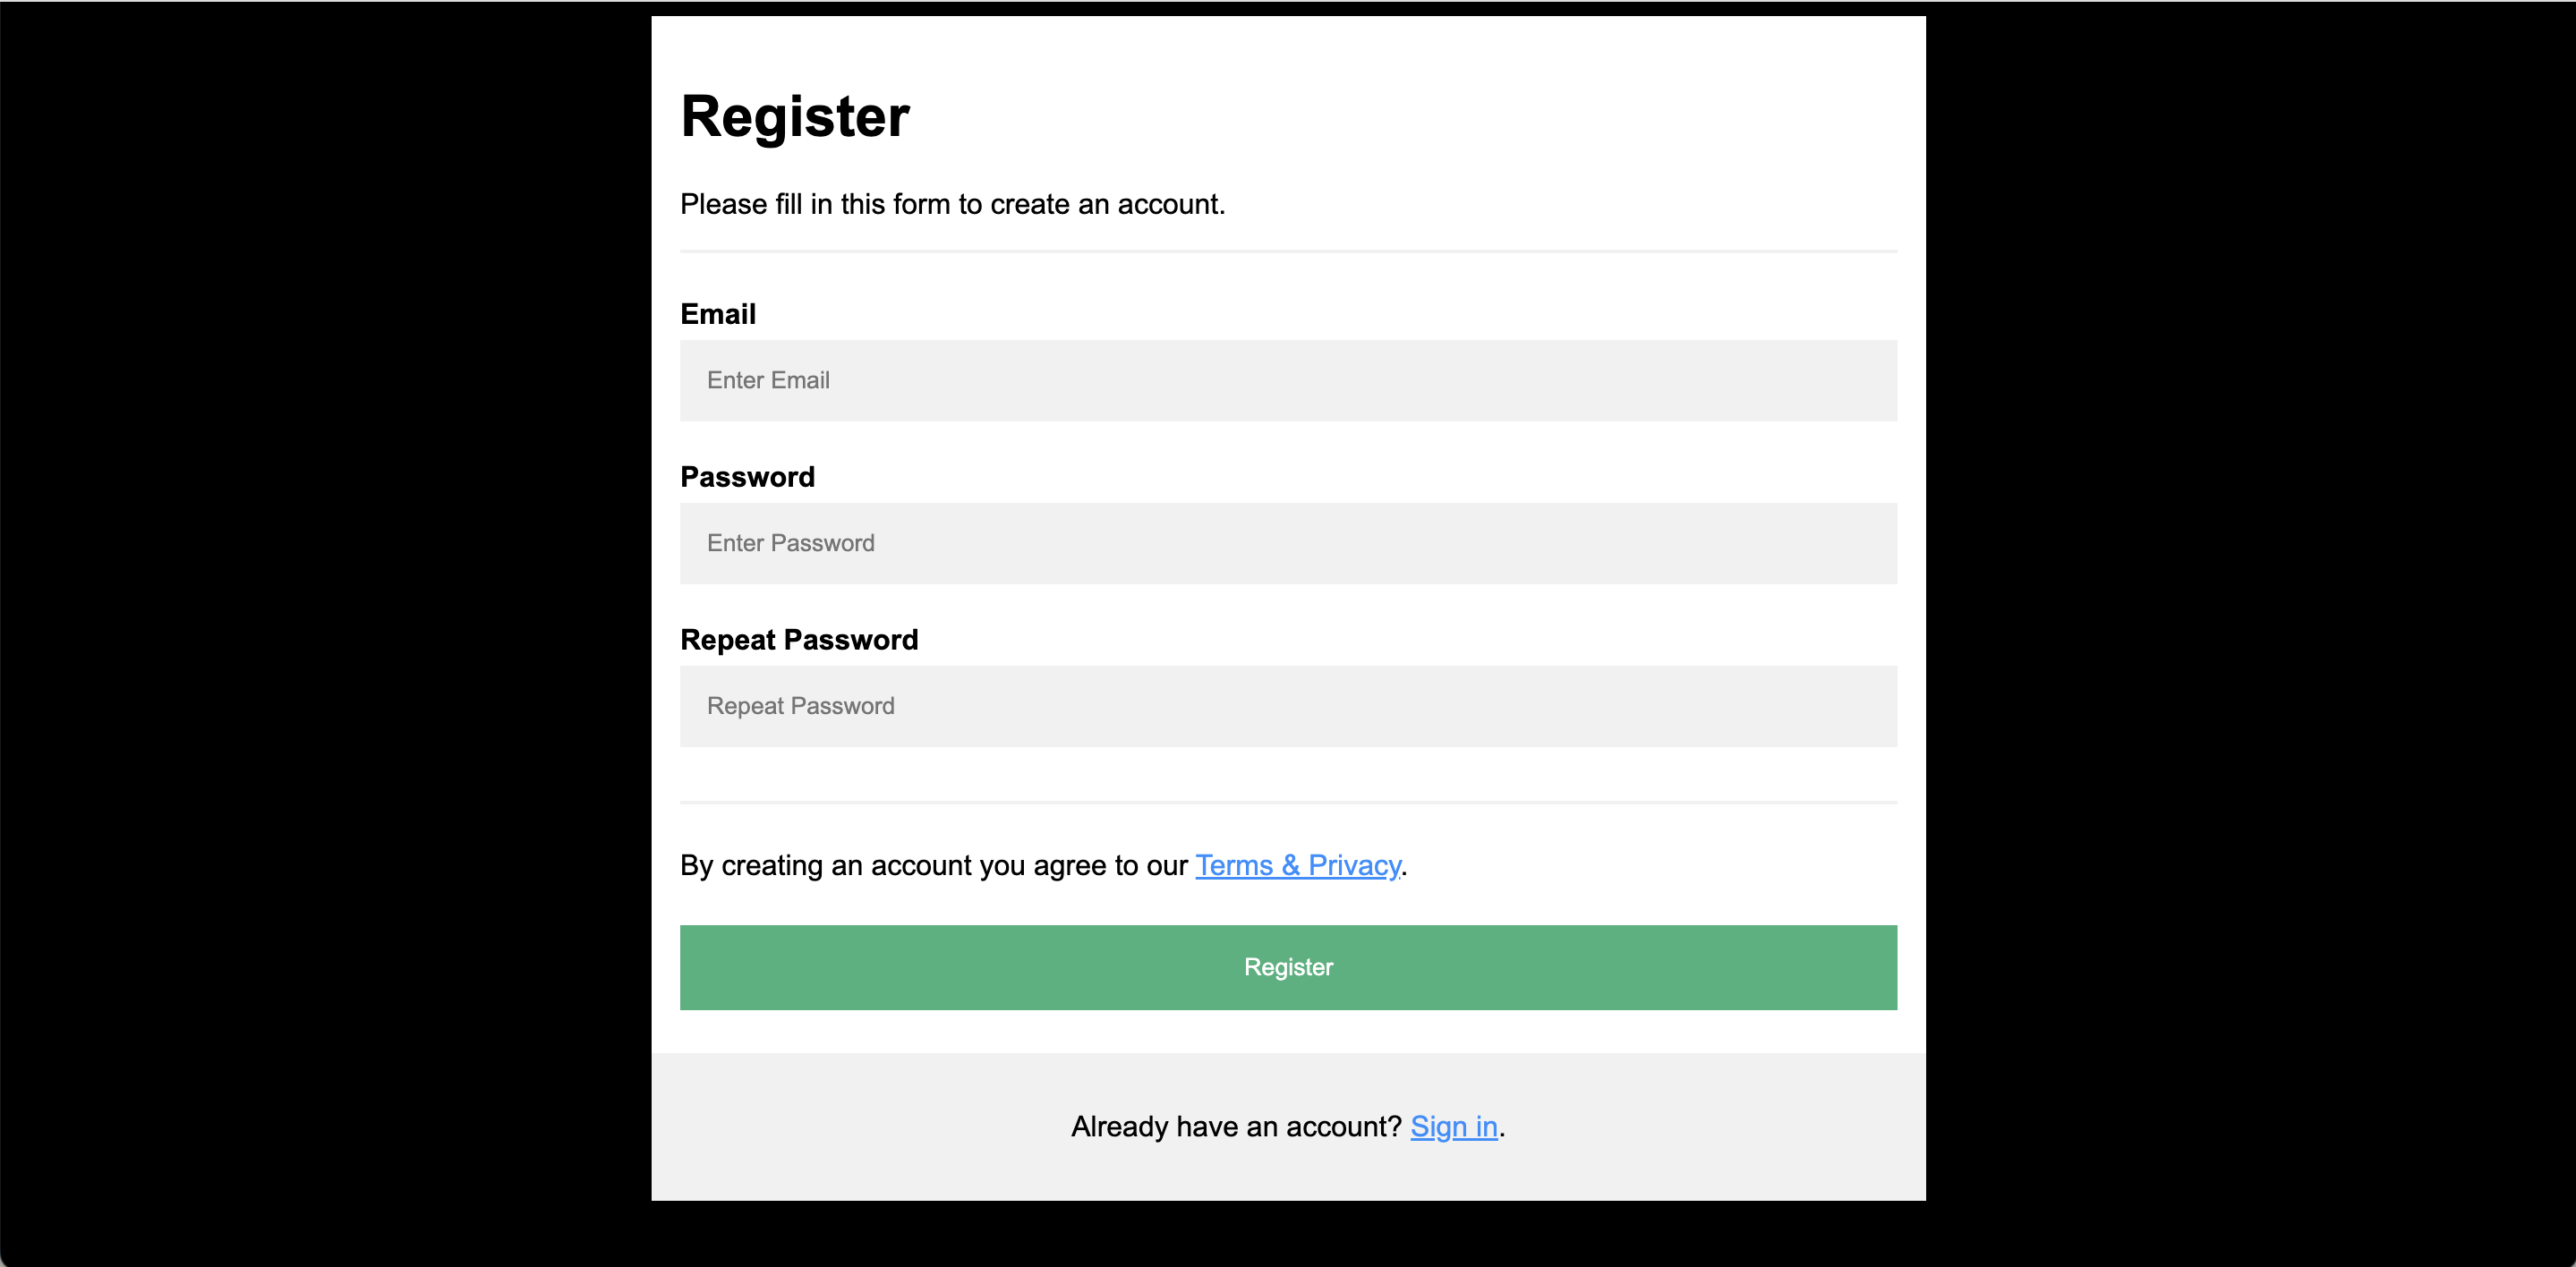 Register
Please fill in this form to create an account.
Email
Enter Email
Password
Enter Password
Repeat Password
Repeat Password
By creating an account you agree to our Terms & Privacy.
Register
Already have an account? Sign in.